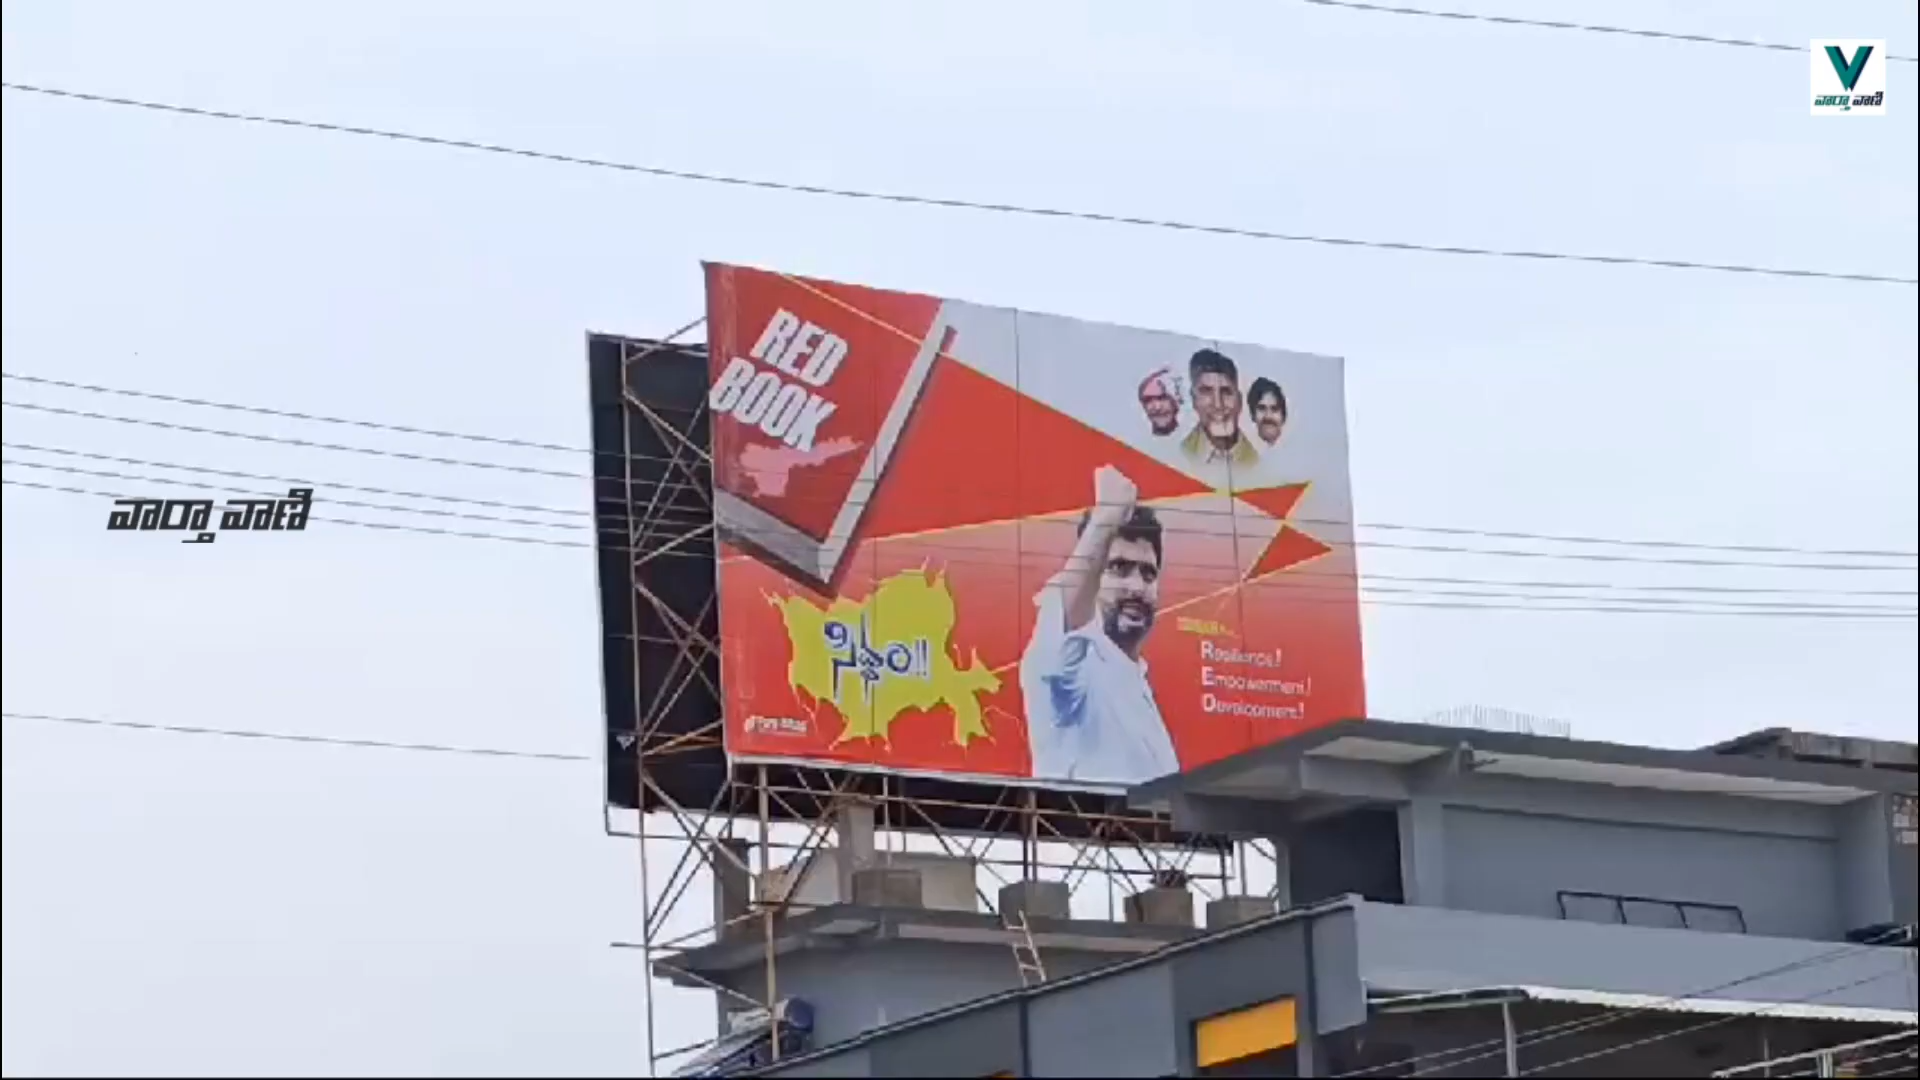 వార్తా వాణి
RED
BOOK
వార్తా వాణి
సిద్ధం!!
Resilience!
Empowerment!
Development!